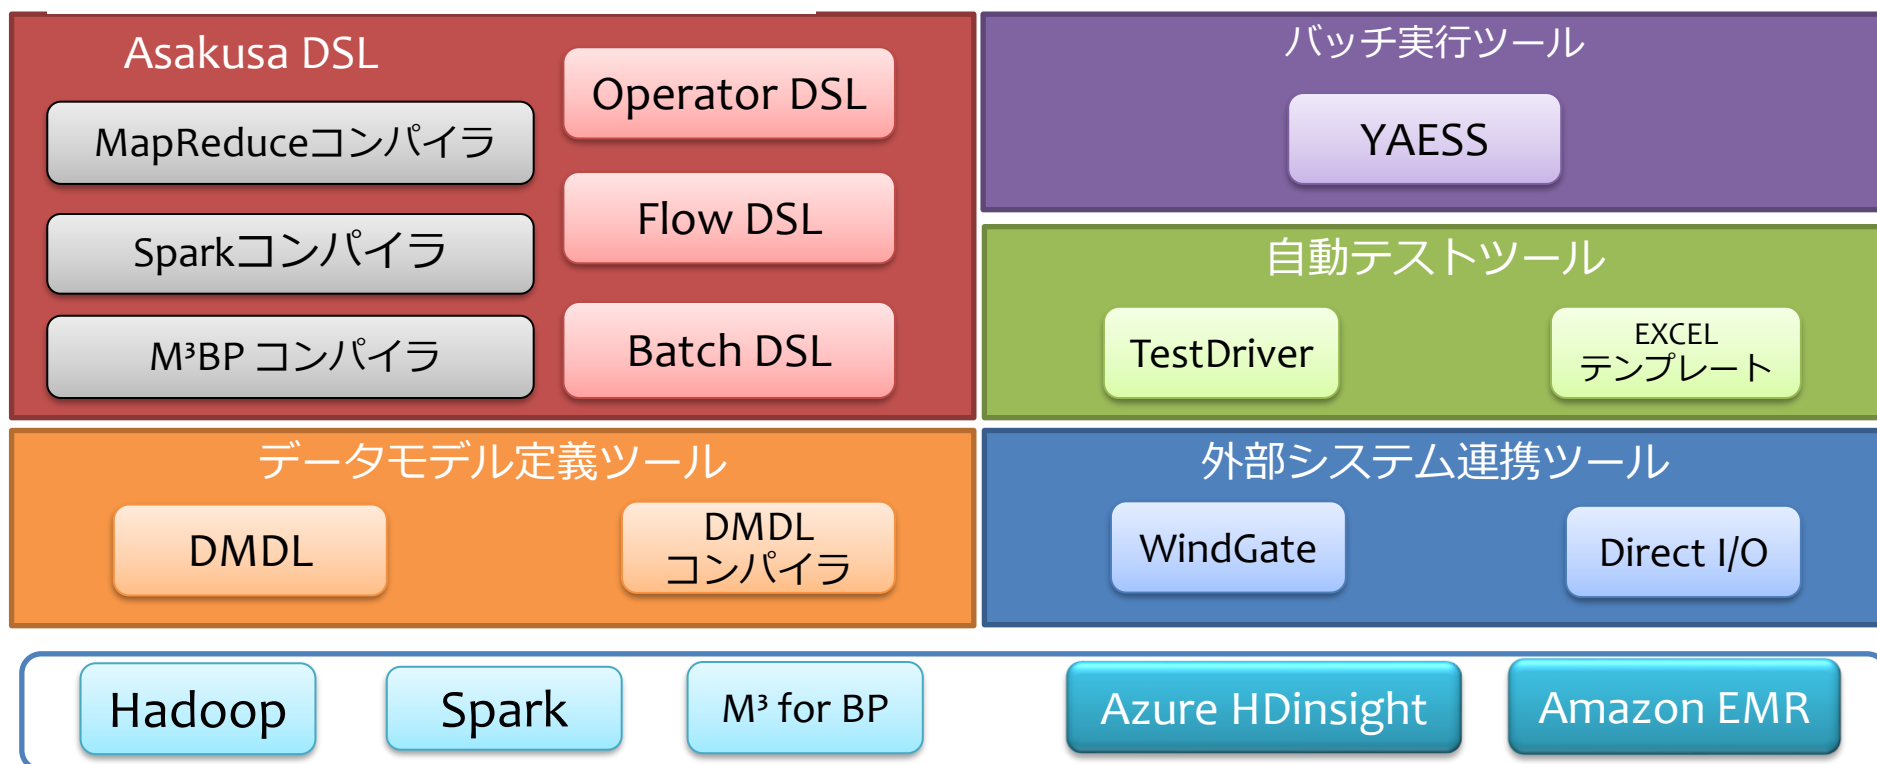 Asakusa DSL
MapReduceコンパイラ
Sparkコンパイラ
M³BP コンパイラ
Operator DSL
Flow DSL
Batch DSL
バッチ実行ツール
YAESS
自動テストツール
TestDriver
EXCEL
テンプレート
データモデル定義ツール
DMDL
DMDL
コンパイラ
外部システム連携ツール
WindGate
Direct I/O
Hadoop
Spark
M³ for BP
Azure HDinsight
Amazon EMR